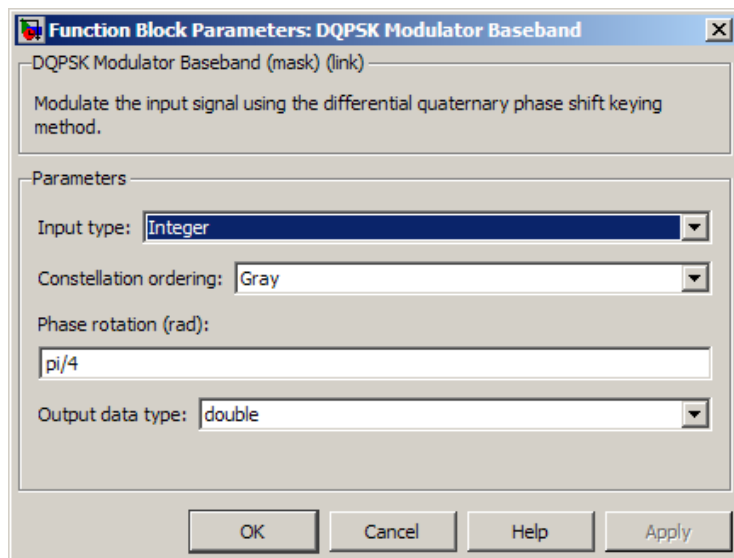 Function Block Parameters: DQPSK Modulator Baseband
DQPSK Modulator Baseband (mask) (link)
Modulate the input signal using the differential quaternary phase shift keying
method.
Parameters
Input type: Integer
Constellation ordering: Gray
Phase rotation (rad):
pi/4
Output data type: double
OK Cancel Help Apply